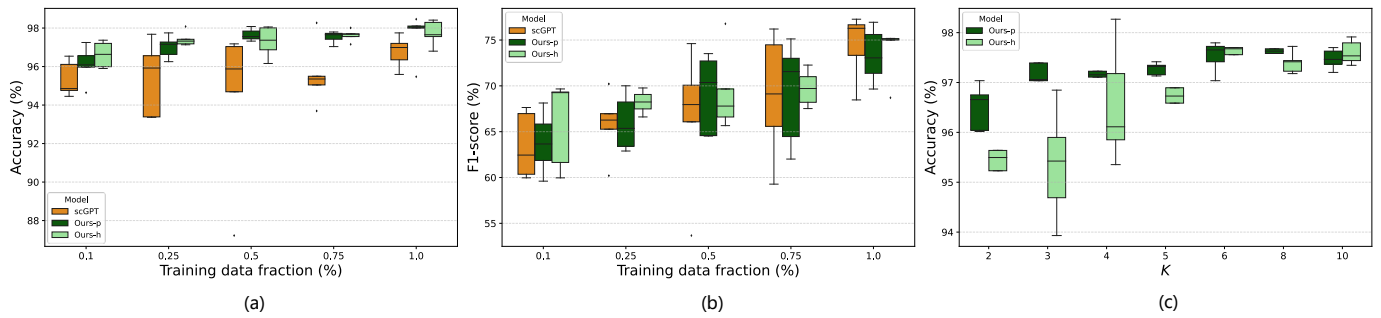 98
96
94
92
90
88
Accuracy (%)
Model
scGPT
Ours-p
Ours-h
0.1
0.25
0.5
0.75
1.0
Training data fraction (%)
(a)
75
70
65
60
55
F1-score (%)
Model
scGPT
Ours-p
Ours-h
0.1
0.25
0.5
0.75
1.0
Training data fraction (%)
(b)
98
97
96
95
94
Accuracy (%)
Model
Ours-p
Ours-h
2
3
4
5
6
8
10
K
(c)